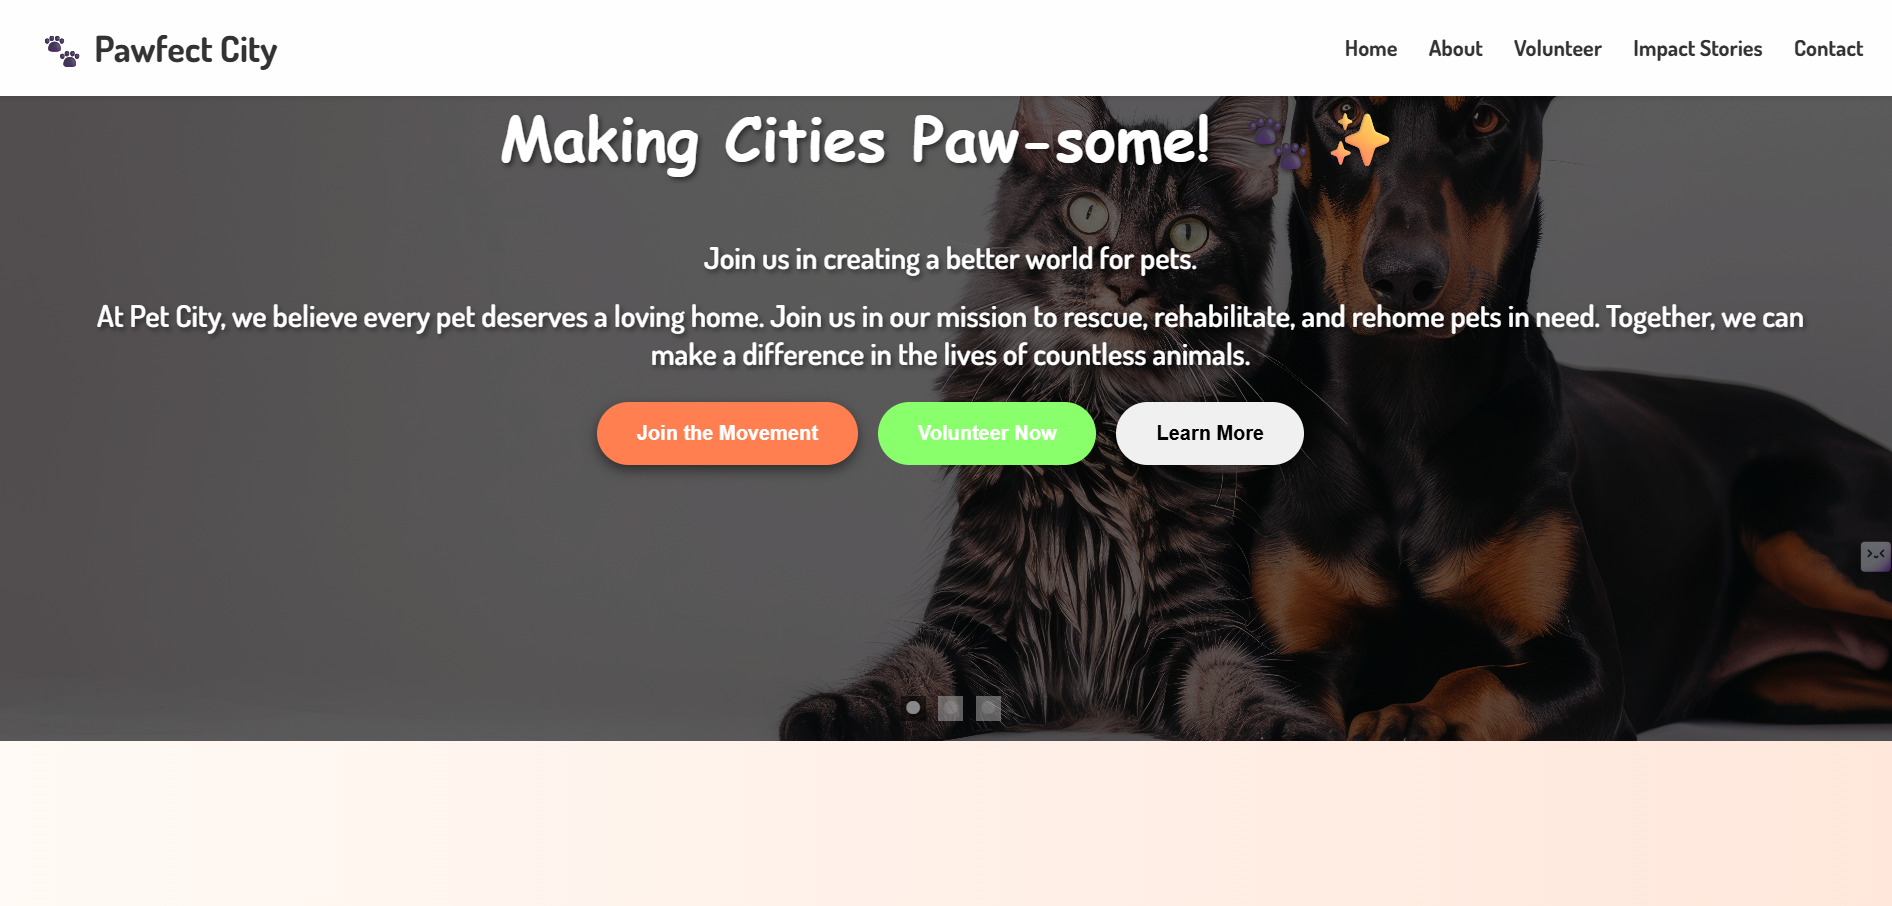 🐾 Pawfect City
Home About Volunteer Impact Stories Contact
Making Cities Paw-some! 🐾 ✨
Join us in creating a better world for pets.
At Pet City, we believe every pet deserves a loving home. Join us in our mission to rescue, rehabilitate, and rehome pets in need. Together, we can
make a difference in the lives of countless animals.
Join the Movement Volunteer Now Learn More